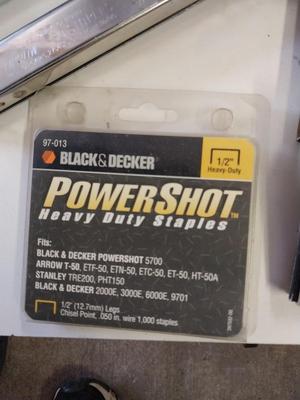 97-013
BLACK&DECKER
1/2"
Heavy-Duty
POWERSHOT™
Heavy Duty Staples
Fits:
BLACK & DECKER POWERSHOT 5700
ARROW T-50, ETF-50, ETN-50, ETC-50, ET-50, HT-50A
STANLEY TRE200, PHT150
BLACK & DECKER 2000E, 3000E, 6000E, 9701
1/2" (12.7mm) Legs
Chisel Point, .050 in. wire 1,000 staples